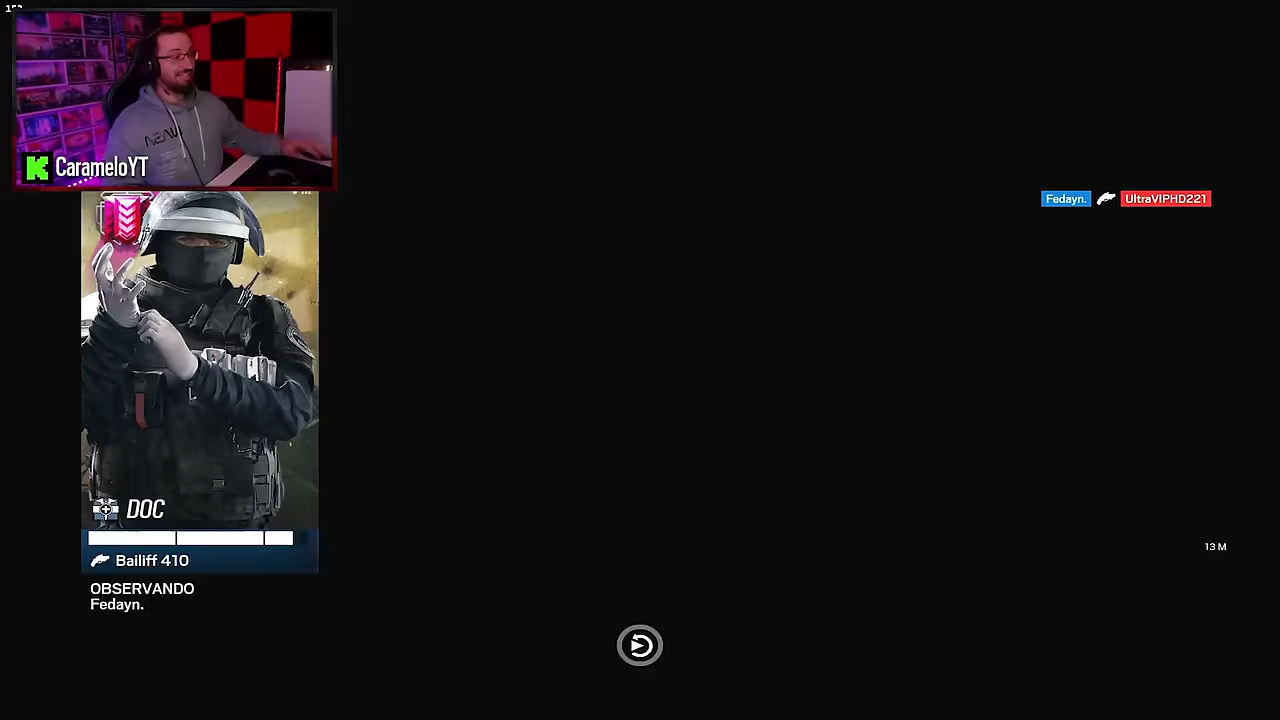 CarameloYT
Fedayn. UltraVIPHD221
DOC
Bailiff 410
13 M
OBSERVANDO
Fedayn.